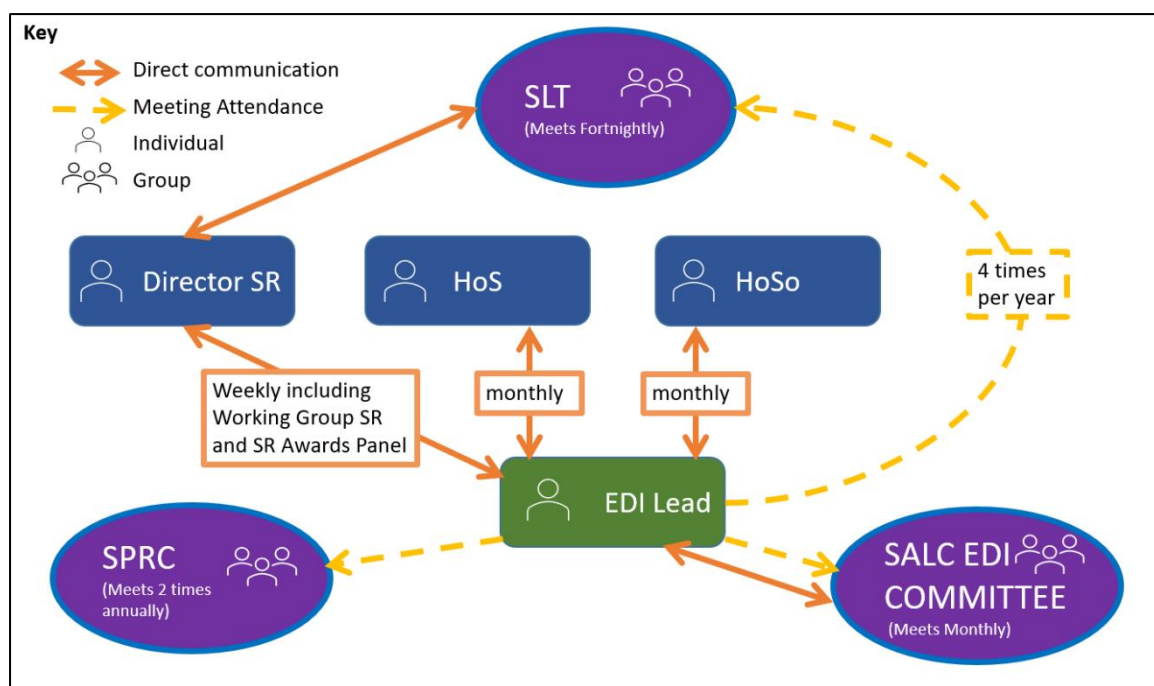 Key
Direct communication
Meeting Attendance
Individual
Group
SLT
(Meets Fortnightly)
Director SR
HoS
HoSo
4 times
per year
Weekly including
Working Group SR
and SR Awards Panel
monthly
monthly
EDI Lead
SPRC
(Meets 2 times
annually)
SALC EDI
COMMITTEE
(Meets Monthly)